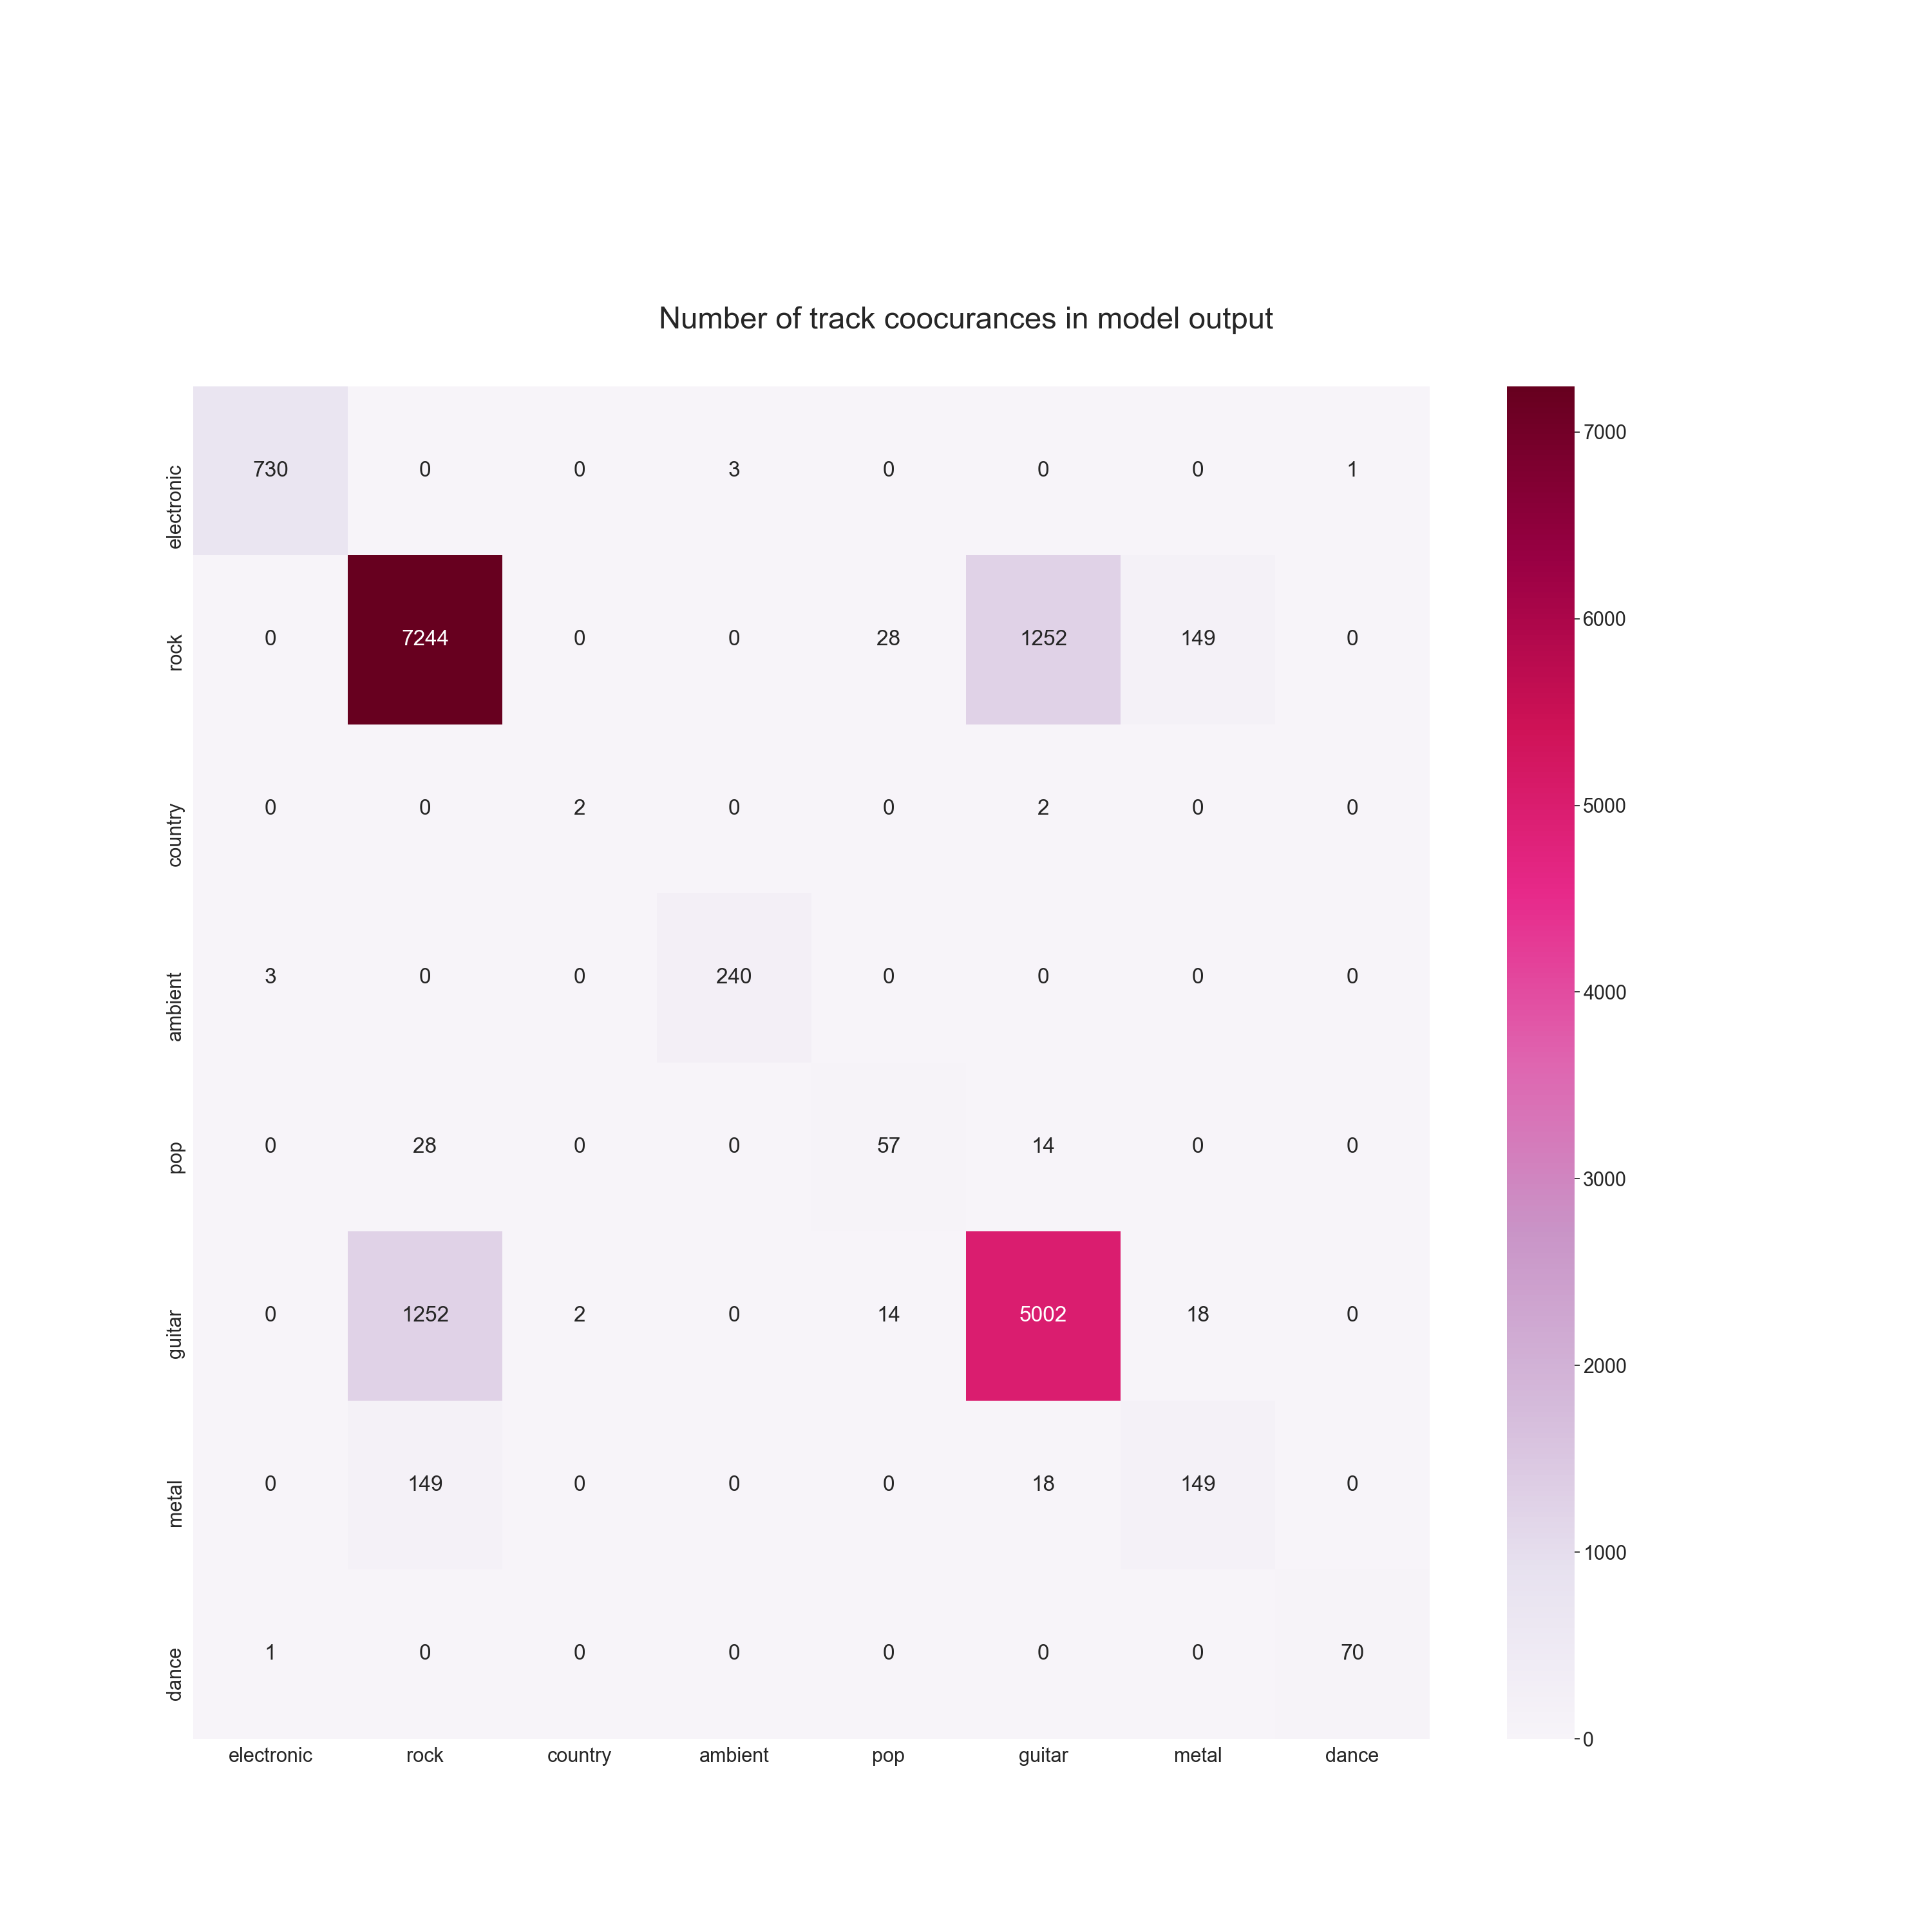 Number of track coocurances in model output
electronic 730 0 0 3 0 0 0 1
rock 0 7244 0 0 28 1252 149 0
country 0 0 2 0 0 2 0 0
ambient 3 0 0 240 0 0 0 0
pop 0 28 0 0 57 14 0 0
guitar 0 1252 2 0 14 5002 18 0
metal 0 149 0 0 0 18 149 0
dance 1 0 0 0 0 0 0 70
electronic rock country ambient pop guitar metal dance
7000
6000
5000
4000
3000
2000
1000
0